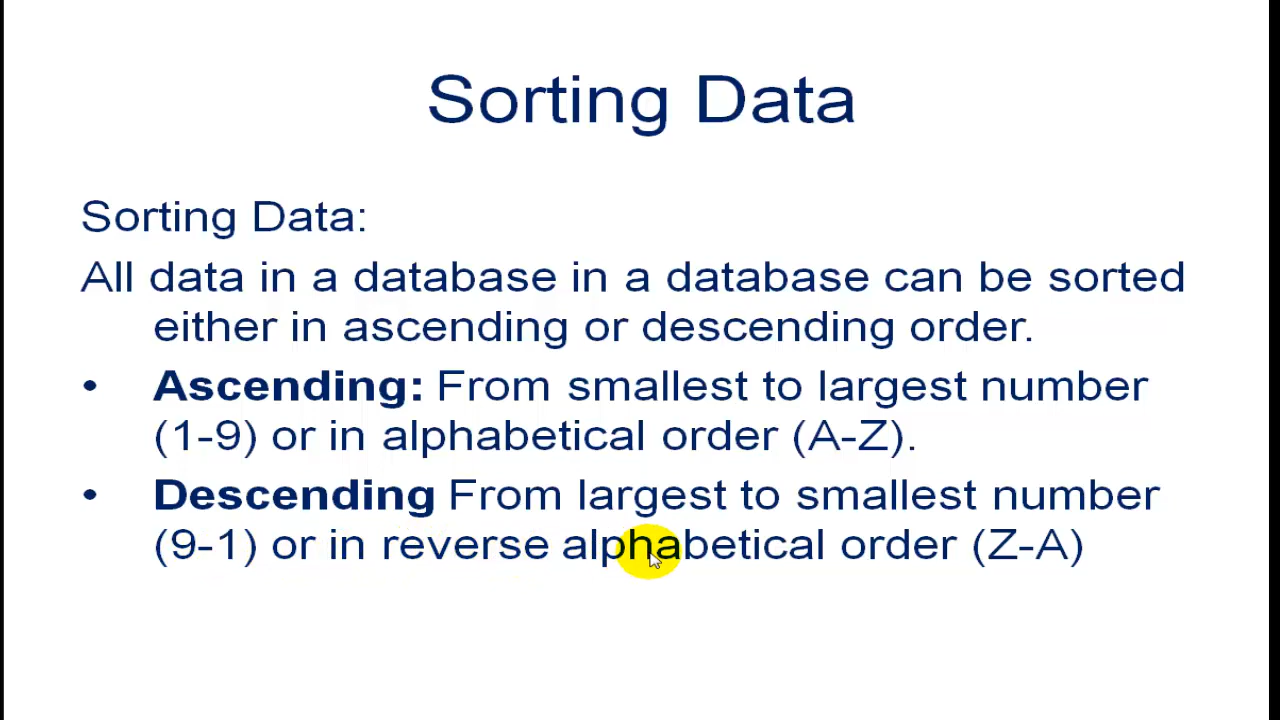 Sorting Data
Sorting Data:
All data in a database in a database can be sorted
either in ascending or descending order.
• Ascending: From smallest to largest number
(1-9) or in alphabetical order (A-Z).
• Descending From largest to smallest number
(9-1) or in reverse alphabetical order (Z-A)